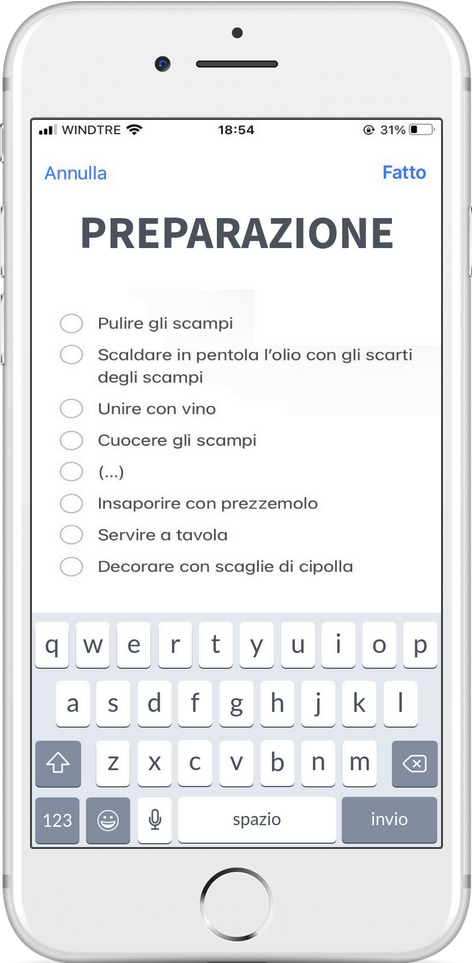 WINDTRE 18:54 31%
Annulla Fatto
PREPARAZIONE
Pulire gli scampi
Scaldare in pentola l'olio con gli scarti
degli scampi
Unire con vino
Cuocere gli scampi
(...)
Insaporire con prezzemolo
Servire a tavola
Decorare con scaglie di cipolla
q w e r t y u i o p
a s d f g h j k l
z x c v b n m
123 spazio invio